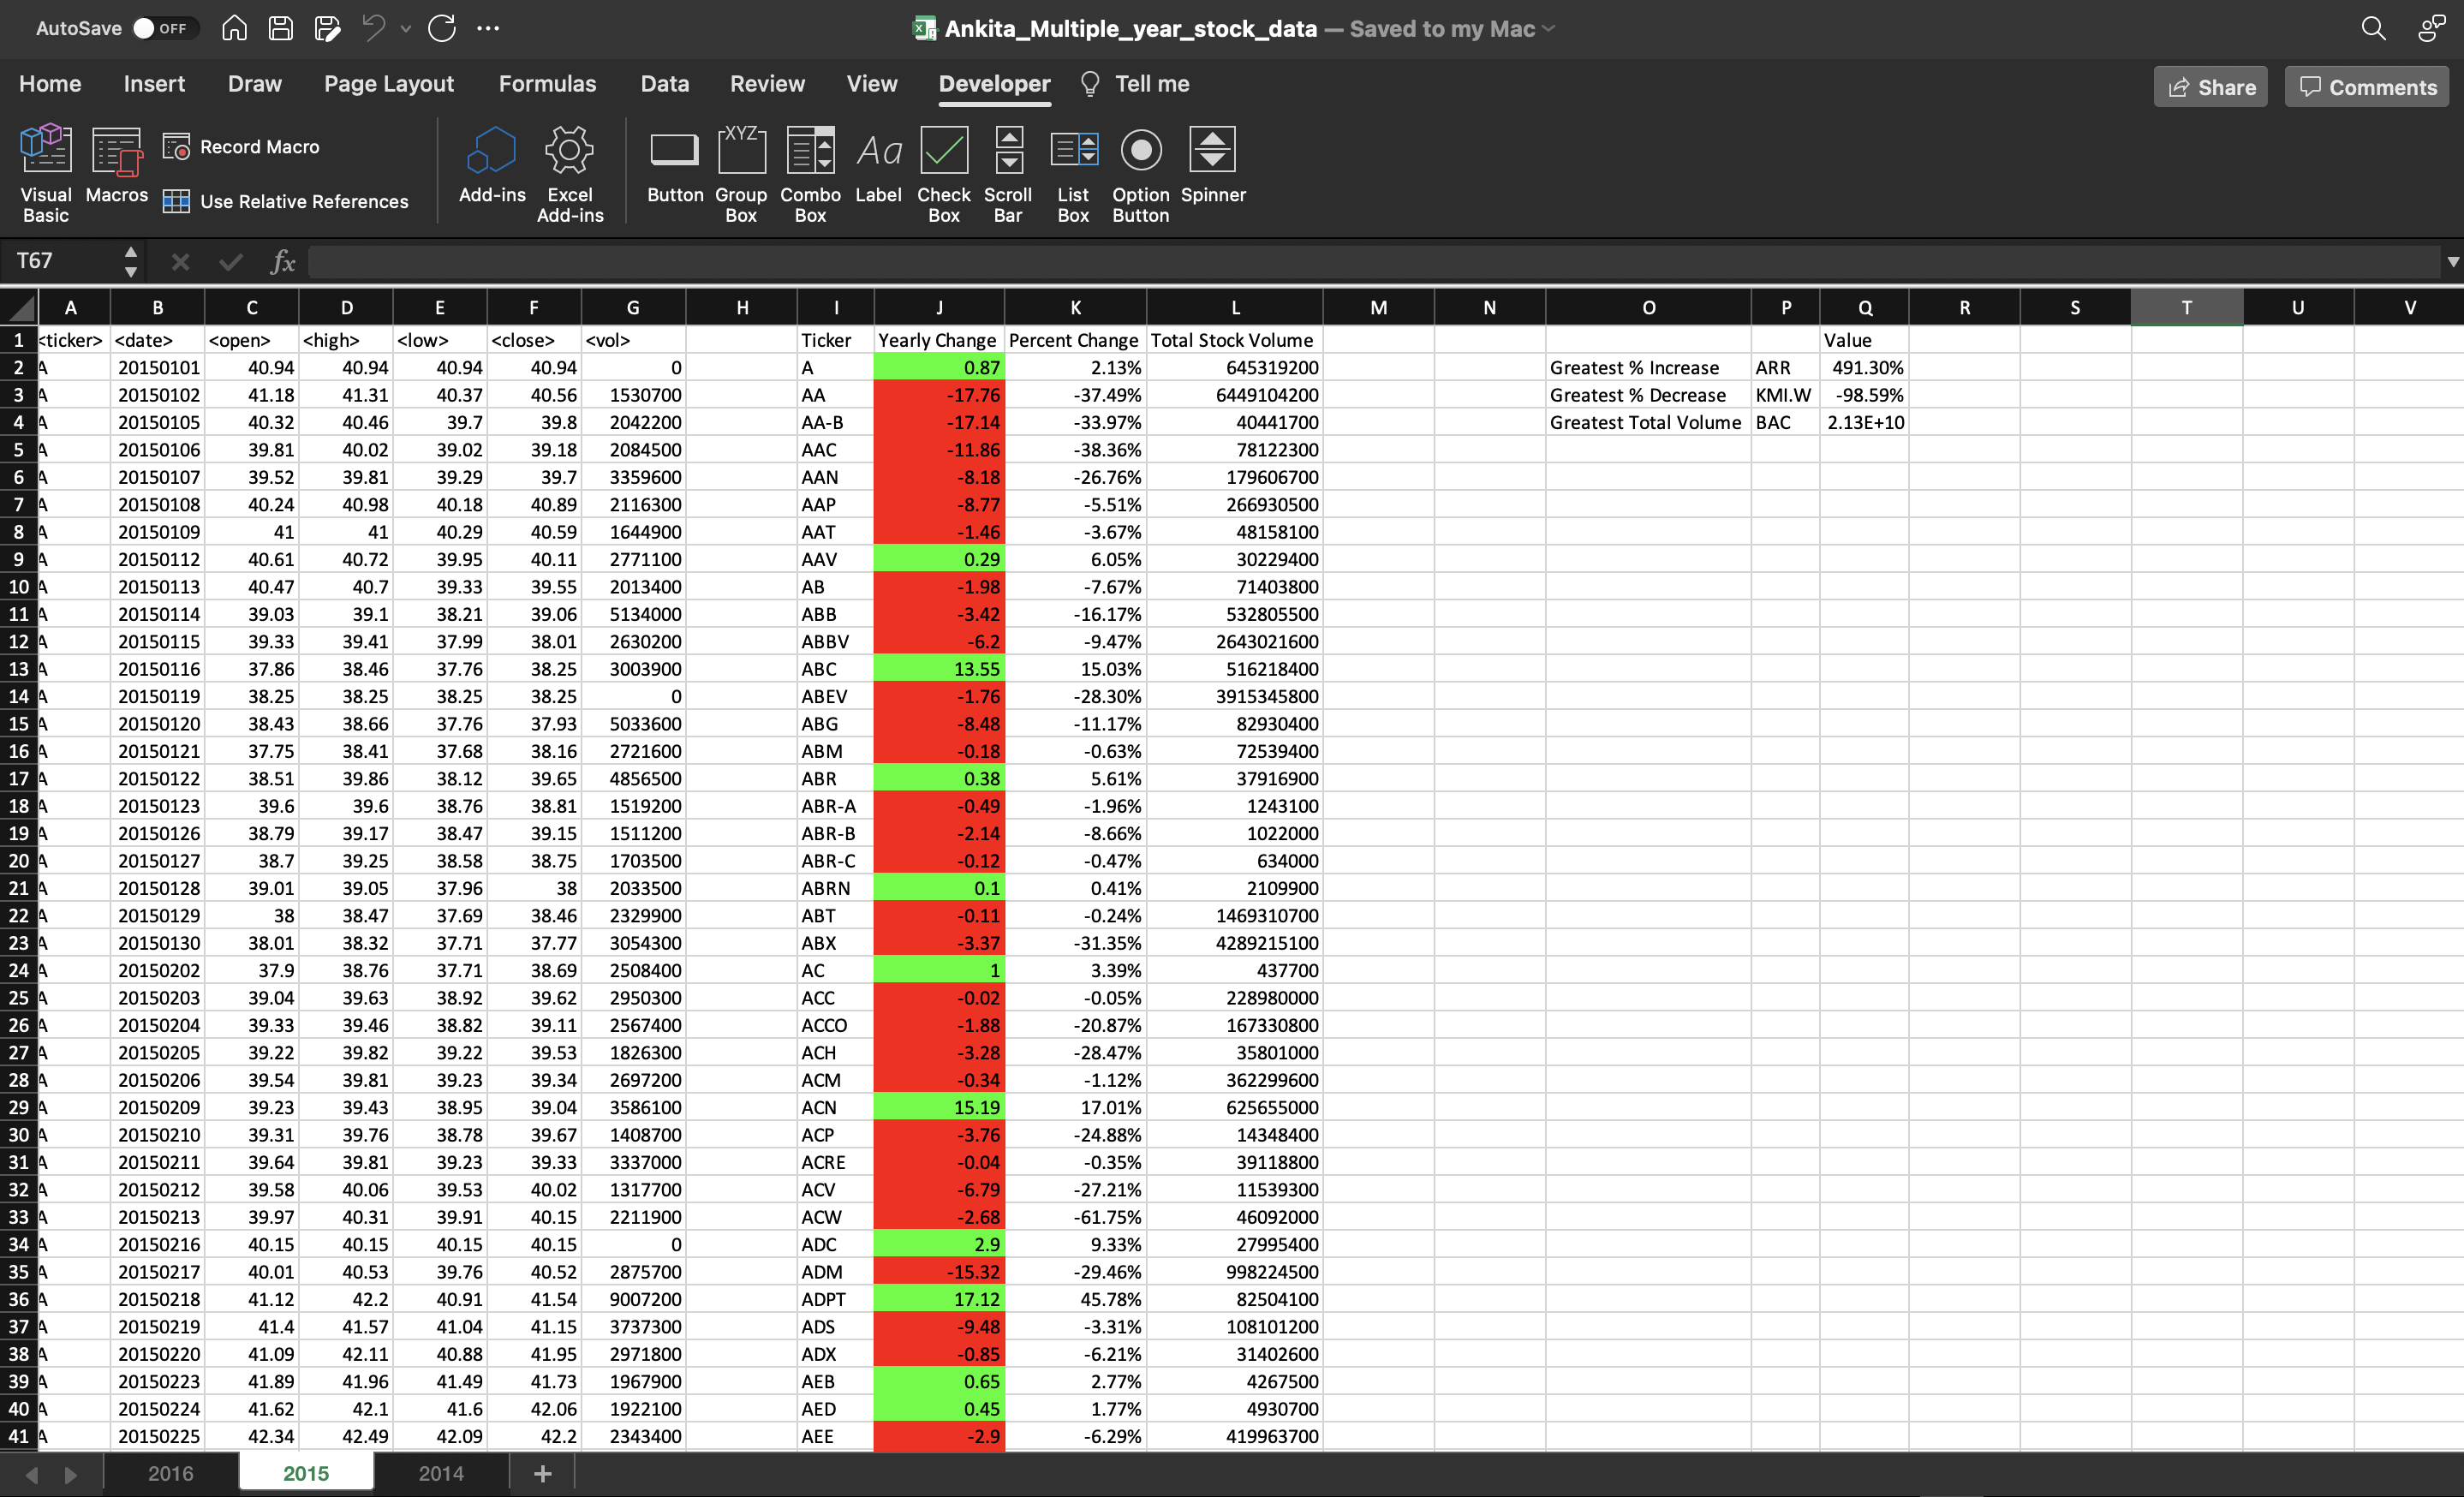 AutoSave OFF Ankita_Multiple_year_stock_data — Saved to my Mac
Home Insert Draw Page Layout Formulas Data Review View Developer Tell me Share Comments
Visual Basic Macros Record Macro Use Relative References Add-ins Excel Add-ins Button XYZ Group Box Combo Box Aa Label Check Box Scroll Bar List Box Option Button Spinner
T67 fx
A B C D E F G H I J K L M N O P Q R S T U V
1 <ticker> <date> <open> <high> <low> <close> <vol> Ticker Yearly Change Percent Change Total Stock Volume Value
2 A 20150101 40.94 40.94 40.94 40.94 0 A 0.87 2.13% 645319200 Greatest % Increase ARR 491.30%
3 A 20150102 41.18 41.31 40.37 40.56 1530700 AA -17.76 -37.49% 6449104200 Greatest % Decrease KMI.W -98.59%
4 A 20150105 40.32 40.46 39.7 39.8 2042200 AA-B -17.14 -33.97% 40441700 Greatest Total Volume BAC 2.13E+10
5 A 20150106 39.81 40.02 39.02 39.18 2084500 AAC -11.86 -38.36% 78122300
6 A 20150107 39.52 39.81 39.29 39.7 3359600 AAN -8.18 -26.76% 179606700
7 A 20150108 40.24 40.98 40.18 40.89 2116300 AAP -8.77 -5.51% 266930500
8 A 20150109 41 41 40.29 40.59 1644900 AAT -1.46 -3.67% 48158100
9 A 20150112 40.61 40.72 39.95 40.11 2771100 AAV 0.29 6.05% 30229400
10 A 20150113 40.47 40.7 39.33 39.55 2013400 AB -1.98 -7.67% 71403800
11 A 20150114 39.03 39.1 38.21 39.06 5134000 ABB -3.42 -16.17% 532805500
12 A 20150115 39.33 39.41 37.99 38.01 2630200 ABBV -6.2 -9.47% 2643021600
13 A 20150116 37.86 38.46 37.76 38.25 3003900 ABC 13.55 15.03% 516218400
14 A 20150119 38.25 38.25 38.25 38.25 0 ABEV -1.76 -28.30% 3915345800
15 A 20150120 38.43 38.66 37.76 37.93 5033600 ABG -8.48 -11.17% 82930400
16 A 20150121 37.75 38.41 37.68 38.16 2721600 ABM -0.18 -0.63% 72539400
17 A 20150122 38.51 39.86 38.12 39.65 4856500 ABR 0.38 5.61% 37916900
18 A 20150123 39.6 39.6 38.76 38.81 1519200 ABR-A -0.49 -1.96% 1243100
19 A 20150126 38.79 39.17 38.47 39.15 1511200 ABR-B -2.14 -8.66% 1022000
20 A 20150127 38.7 39.25 38.58 38.75 1703500 ABR-C -0.12 -0.47% 634000
21 A 20150128 39.01 39.05 37.96 38 2033500 ABRN 0.1 0.41% 2109900
22 A 20150129 38 38.47 37.69 38.46 2329900 ABT -0.11 -0.24% 1469310700
23 A 20150130 38.01 38.32 37.71 37.77 3054300 ABX -3.37 -31.35% 4289215100
24 A 20150202 37.9 38.76 37.71 38.69 2508400 AC 1 3.39% 437700
25 A 20150203 39.04 39.63 38.92 39.62 2950300 ACC -0.02 -0.05% 228980000
26 A 20150204 39.33 39.46 38.82 39.11 2567400 ACCO -1.88 -20.87% 167330800
27 A 20150205 39.22 39.82 39.22 39.53 1826300 ACH -3.28 -28.47% 35801000
28 A 20150206 39.54 39.81 39.23 39.34 2697200 ACM -0.34 -1.12% 362299600
29 A 20150209 39.23 39.43 38.95 39.04 3586100 ACN 15.19 17.01% 625655000
30 A 20150210 39.31 39.76 38.78 39.67 1408700 ACP -3.76 -24.88% 14348400
31 A 20150211 39.64 39.81 39.23 39.33 3337000 ACRE -0.04 -0.35% 39118800
32 A 20150212 39.58 40.06 39.53 40.02 1317700 ACV -6.79 -27.21% 11539300
33 A 20150213 39.97 40.31 39.91 40.15 2211900 ACW -2.68 -61.75% 46092000
34 A 20150216 40.15 40.15 40.15 40.15 0 ADC 2.9 9.33% 27995400
35 A 20150217 40.01 40.53 39.76 40.52 2875700 ADM -15.32 -29.46% 998224500
36 A 20150218 41.12 42.2 40.91 41.54 9007200 ADPT 17.12 45.78% 82504100
37 A 20150219 41.4 41.57 41.04 41.15 3737300 ADS -9.48 -3.31% 108101200
38 A 20150220 41.09 42.11 40.88 41.95 2971800 ADX -0.85 -6.21% 31402600
39 A 20150223 41.89 41.96 41.49 41.73 1967900 AEB 0.65 2.77% 4267500
40 A 20150224 41.62 42.1 41.6 42.06 1922100 AED 0.45 1.77% 4930700
41 A 20150225 42.34 42.49 42.09 42.2 2343400 AEE -2.9 -6.29% 419963700
2016 2015 2014 +